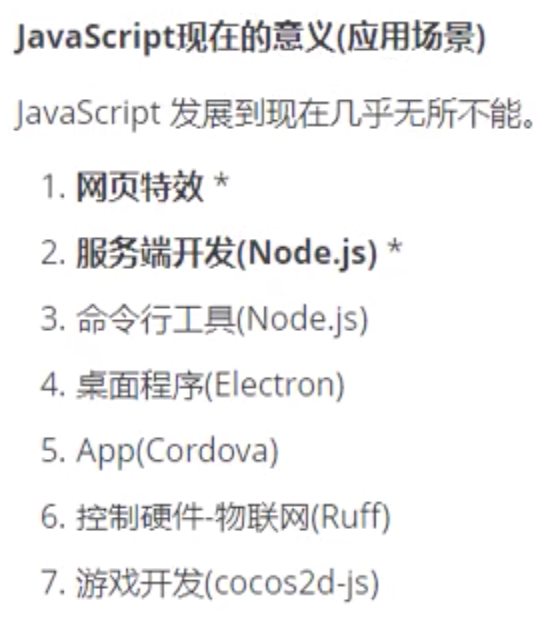 JavaScript现在的意义(应用场景)
JavaScript 发展到现在几乎无所不能。
1. 网页特效 *
2. 服务端开发(Node.js) *
3. 命令行工具(Node.js)
4. 桌面程序(Electron)
5. App(Cordova)
6. 控制硬件-物联网(Ruff)
7. 游戏开发(cocos2d-js)